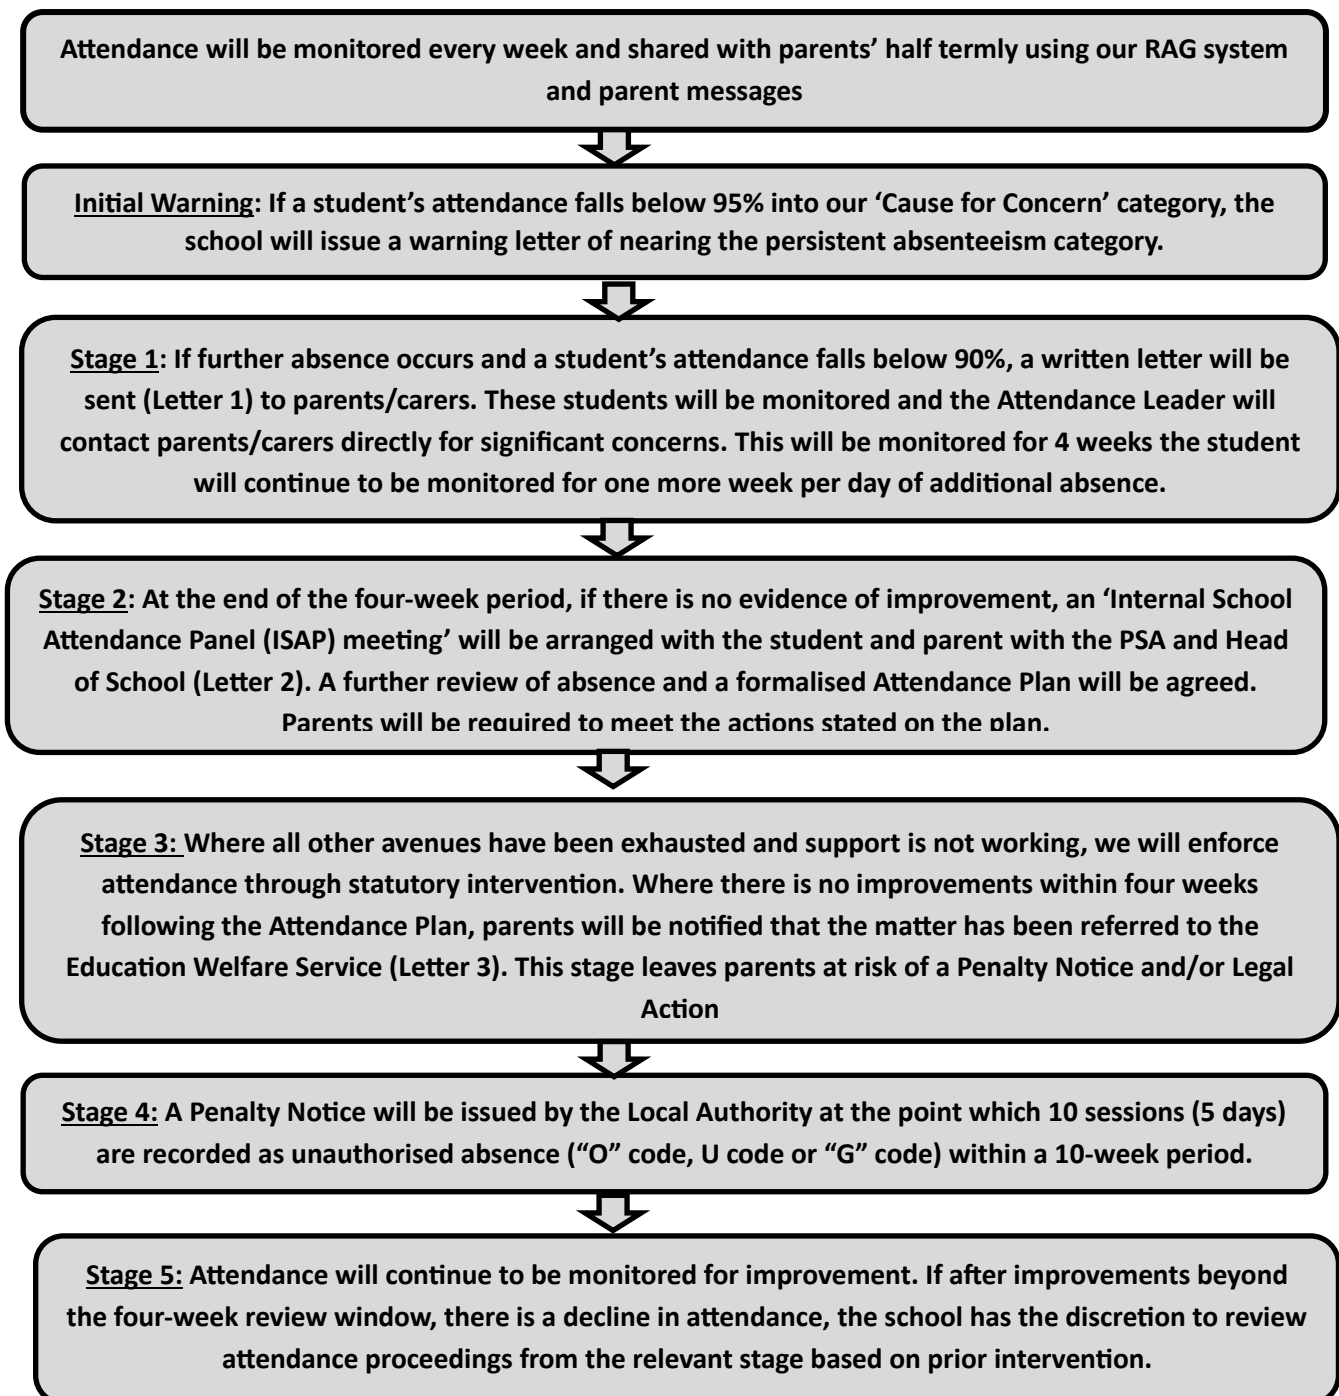 Attendance will be monitored every week and shared with parents’ half termly using our RAG system
and parent messages
Initial Warning: If a student’s attendance falls below 95% into our ‘Cause for Concern’ category, the
school will issue a warning letter of nearing the persistent absenteeism category.
Stage 1: If further absence occurs and a student’s attendance falls below 90%, a written letter will be
sent (Letter 1) to parents/carers. These students will be monitored and the Attendance Leader will
contact parents/carers directly for significant concerns. This will be monitored for 4 weeks the student
will continue to be monitored for one more week per day of additional absence.
Stage 2: At the end of the four-week period, if there is no evidence of improvement, an ‘Internal School
Attendance Panel (ISAP) meeting’ will be arranged with the student and parent with the PSA and Head
of School (Letter 2). A further review of absence and a formalised Attendance Plan will be agreed.
Parents will be required to meet the actions stated on the plan.
Stage 3: Where all other avenues have been exhausted and support is not working, we will enforce
attendance through statutory intervention. Where there is no improvements within four weeks
following the Attendance Plan, parents will be notified that the matter has been referred to the
Education Welfare Service (Letter 3). This stage leaves parents at risk of a Penalty Notice and/or Legal
Action
Stage 4: A Penalty Notice will be issued by the Local Authority at the point which 10 sessions (5 days)
are recorded as unauthorised absence (“O” code, U code or “G” code) within a 10-week period.
Stage 5: Attendance will continue to be monitored for improvement. If after improvements beyond
the four-week review window, there is a decline in attendance, the school has the discretion to review
attendance proceedings from the relevant stage based on prior intervention.